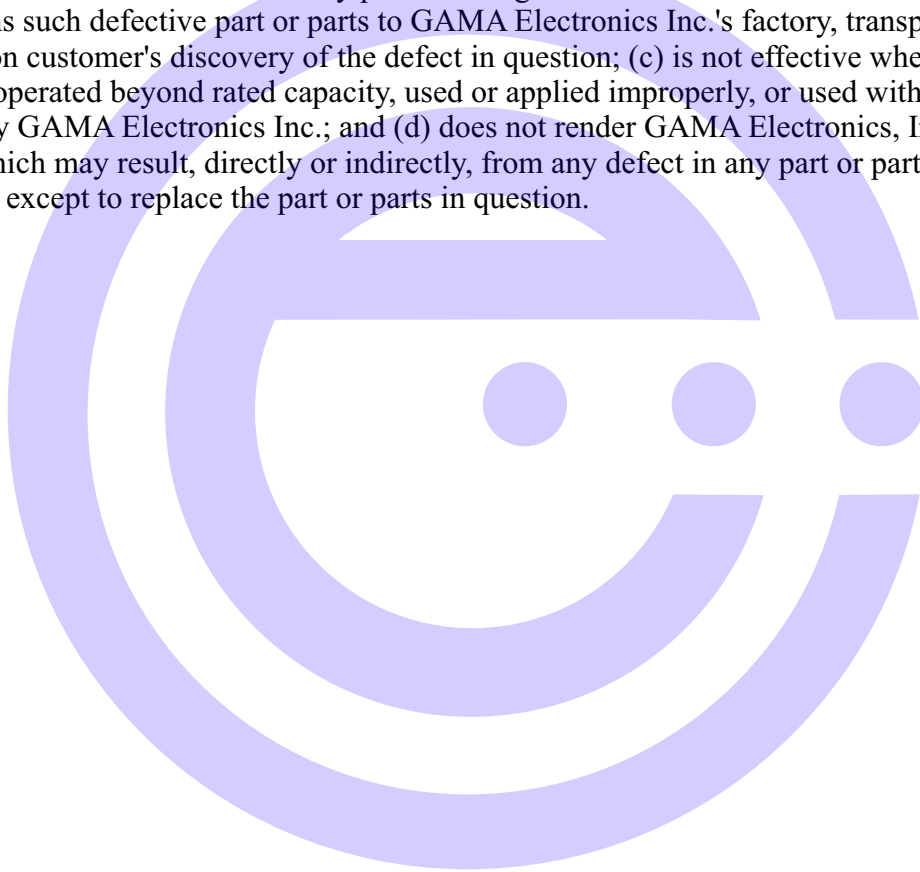 s such defective part or parts to GAMA Electronics Inc.'s factory, transp
on customer's discovery of the defect in question; (c) is not effective whe
operated beyond rated capacity, used or applied improperly, or used with
y GAMA Electronics Inc.; and (d) does not render GAMA Electronics, I
hich may result, directly or indirectly, from any defect in any part or part
except to replace the part or parts in question.